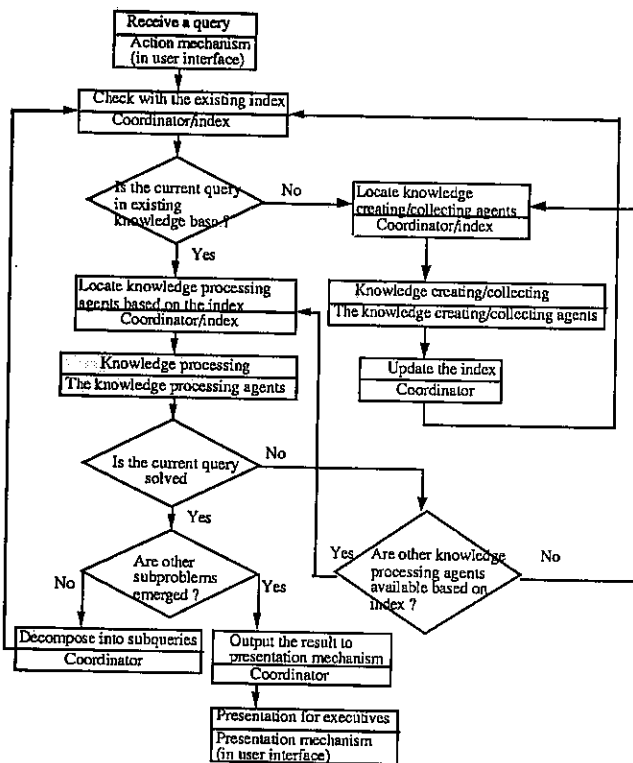 Receive a query
Action mechanism
(in user interface)
Check with the existing index
Coordinator/index
Is the current query
in existing
knowledge base?
No
Yes
Locate knowledge
creating/collecting agents
Coordinator/index
Knowledge creating/collecting
The knowledge creating/collecting agents
Update the index
Coordinator
Locate knowledge processing
agents based on the index
Coordinator/index
Knowledge processing
The knowledge processing agents
Is the current query
solved
No
Yes
Are other knowledge
processing agents
available based on
index ?
Yes
No
Are other
subproblems
emerged ?
No
Yes
Decompose into subqueries
Coordinator
Output the result to
presentation mechanism
Coordinator
Presentation for executives
Presentation mechanism
(in user interface)